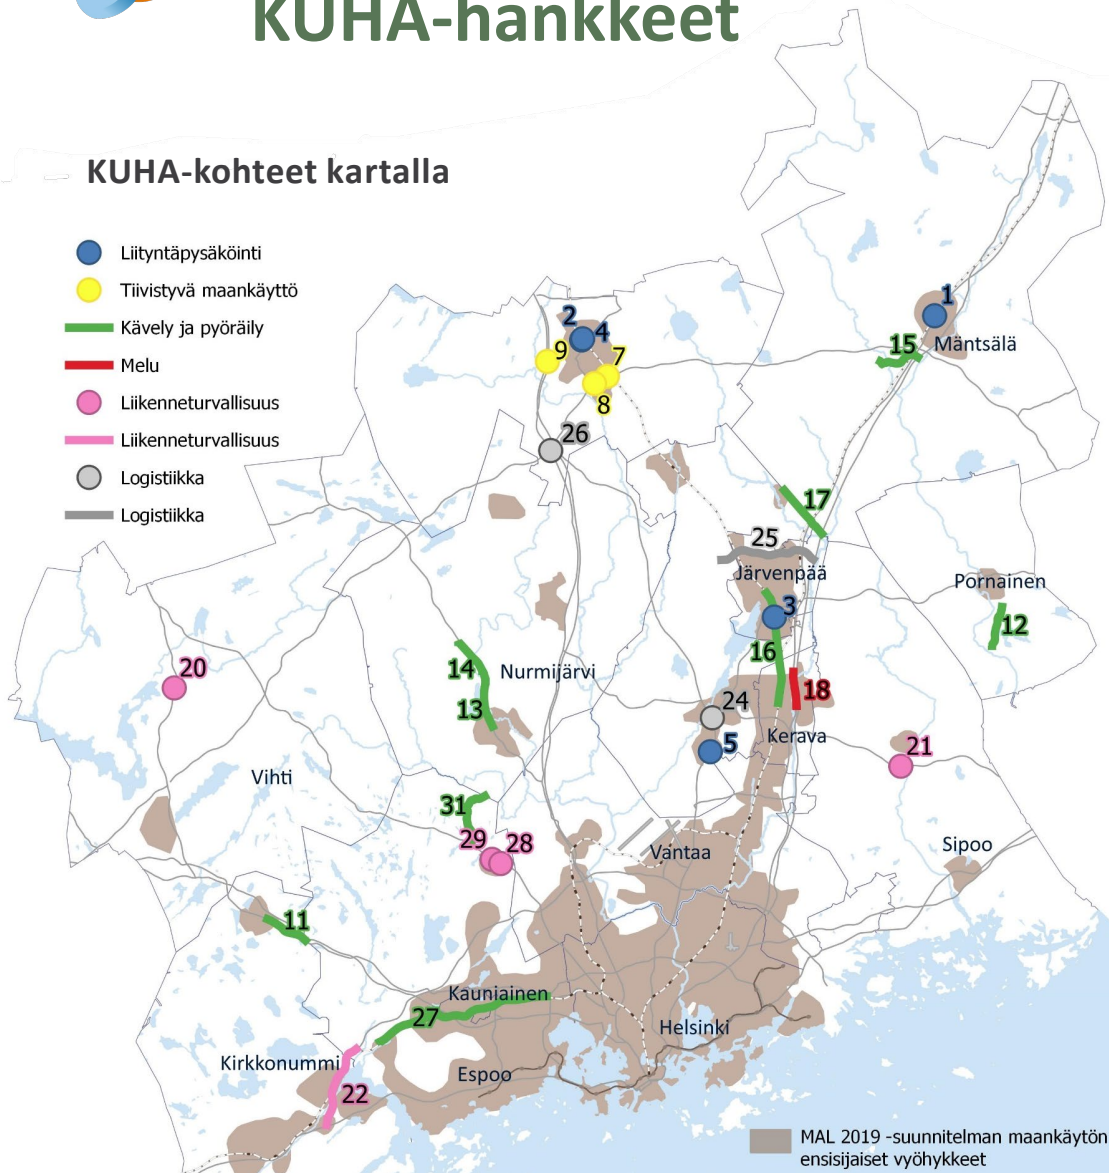 KUHA-hankkeet
KUHA-kohteet kartalla
Liityntäpysäköinti
Tiivistyvä maankäyttö
Kävely ja pyöräily
Melu
Liikenneturvallisuus
Liikenneturvallisuus
Logistiikka
Logistiikka
1
Mäntsälä
15
2
4
9
7
8
26
17
25
Järvenpää
3
Pornainen
12
16
18
20
14
Nurmijärvi
13
24
5
Kerava
21
Vihti
31
29
28
Vantaa
Sipoo
11
Kauniainen
27
Helsinki
Kirkkonummi
Espoo
22
MAL 2019 -suunnitelman maankäytön
ensisijaiset vyöhykkeet